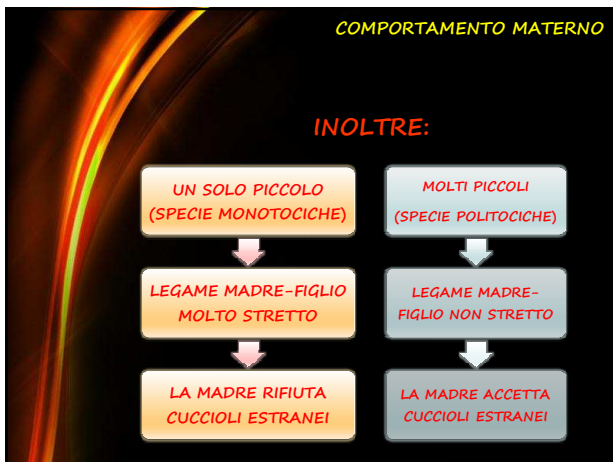 COMPORTAMENTO MATERNO
INOLTRE:
UN SOLO PICCOLO
(SPECIE MONOTOCICHE)
LEGAME MADRE-FIGLIO
MOLTO STRETTO
LA MADRE RIFIUTA
CUCCIOLI ESTRANEI
MOLTI PICCOLI
(SPECIE POLITOCICHE)
LEGAME MADRE-
FIGLIO NON STRETTO
LA MADRE ACCETTA
CUCCIOLI ESTRANEI